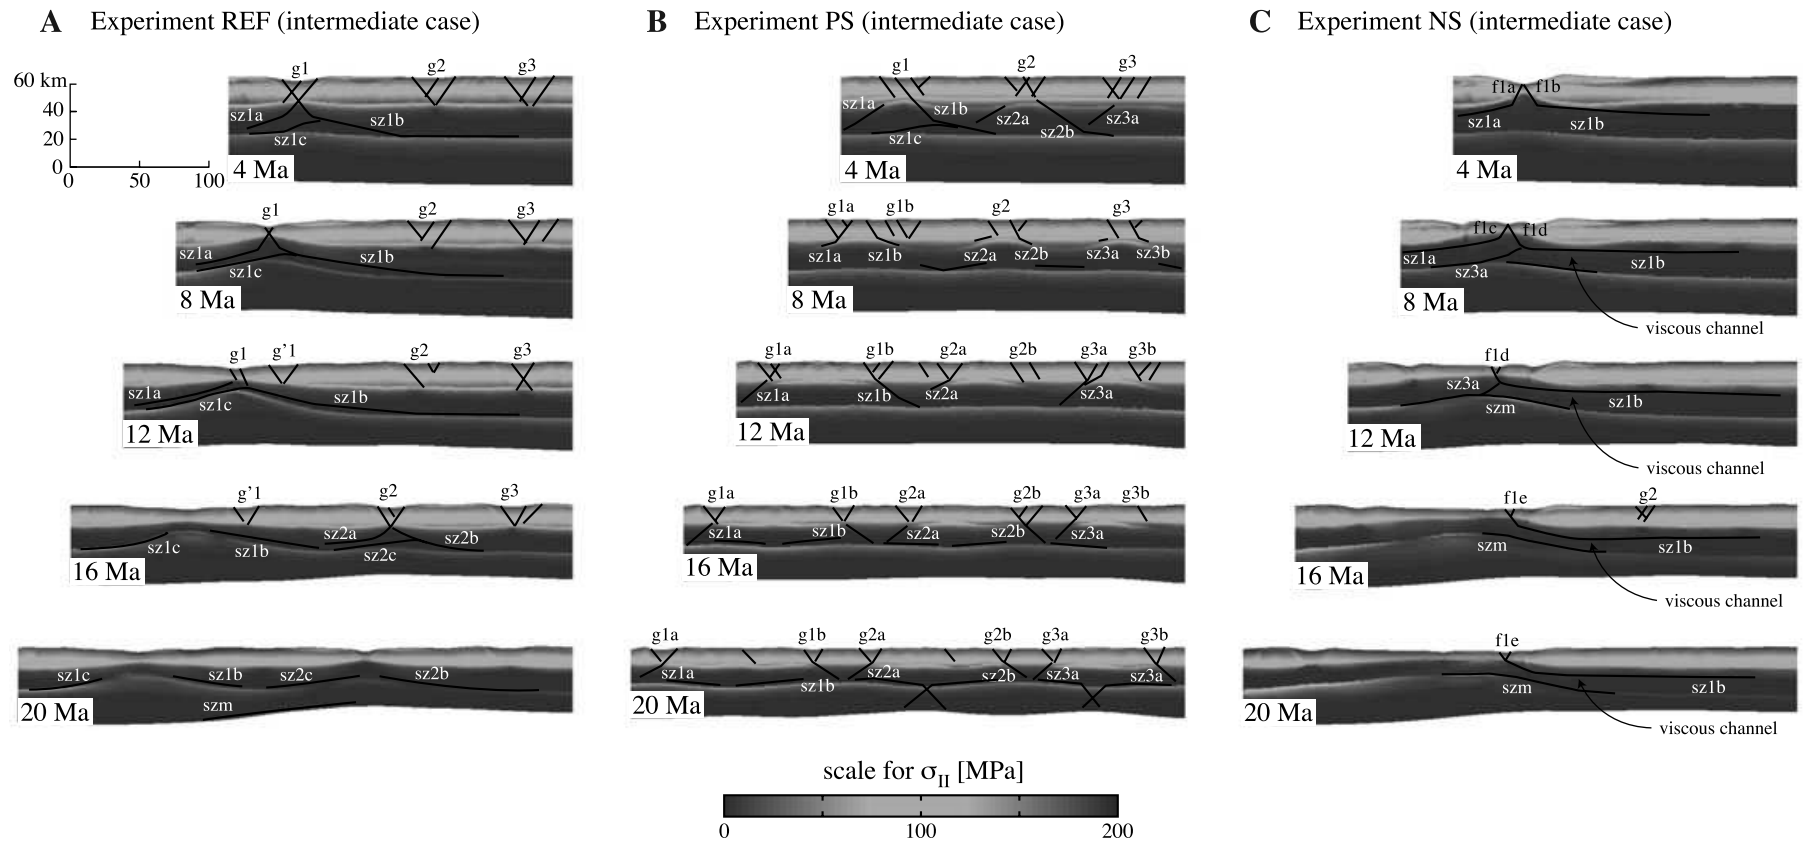 A Experiment REF (intermediate case)
B Experiment PS (intermediate case)
C Experiment NS (intermediate case)
60 km
40
20
0
0 50 100
g1 g2 g3
sz1a sz1b
sz1c
4 Ma
g1 g2 g3
sz1a sz1b
sz1c
8 Ma
g1 g'1 g2 g3
sz1a sz1b
sz1c
12 Ma
g'1 g2 g3
sz1c sz1b sz2a sz2b
sz2c
16 Ma
sz1c sz1b sz2c sz2b
szm
20 Ma
g1 g2 g3
sz1a sz1b sz2a sz3a
sz1c sz2b
4 Ma
g1a g1b g2 g3
sz1a sz1b sz2a sz2b sz3a sz3b
8 Ma
g1a g1b g2a g2b g3a g3b
sz1a sz1b sz2a sz3a
12 Ma
g1a g1b g2a g2b g3a g3b
sz1a sz1b sz2a sz2b sz3a
16 Ma
g1a g1b g2a g2b g3a g3b
sz1a sz1b sz2a sz2b sz3a sz3a
20 Ma
f1a f1b
sz1a sz1b
4 Ma
f1c f1d
sz1a sz1b
sz3a
8 Ma
viscous channel
f1d
sz3a sz1b
szm
12 Ma
viscous channel
f1e g2
szm sz1b
16 Ma
viscous channel
f1e
szm sz1b
20 Ma
viscous channel
scale for σII [MPa]
0 100 200